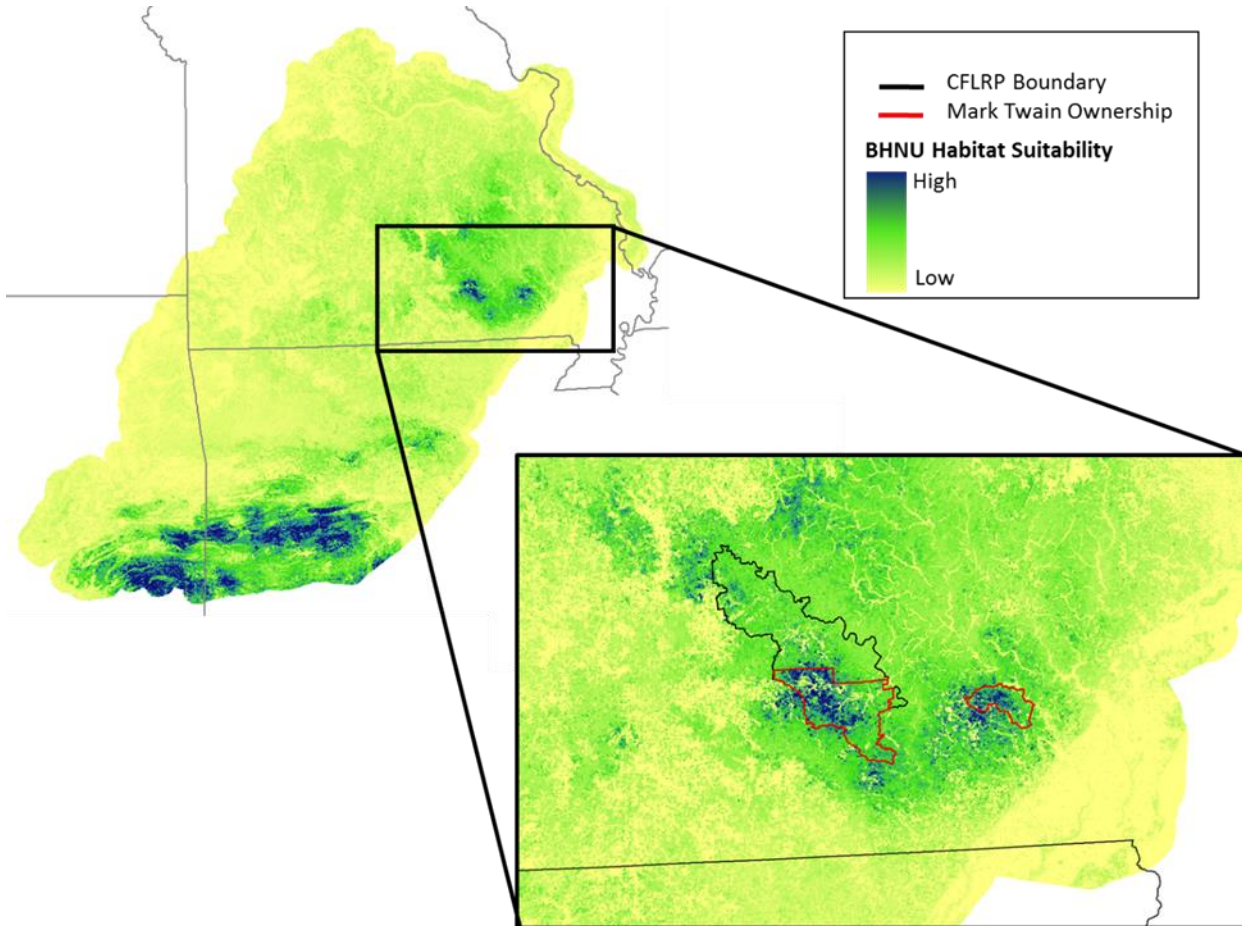 CFLRP Boundary
Mark Twain Ownership
BHNU Habitat Suitability
High
Low